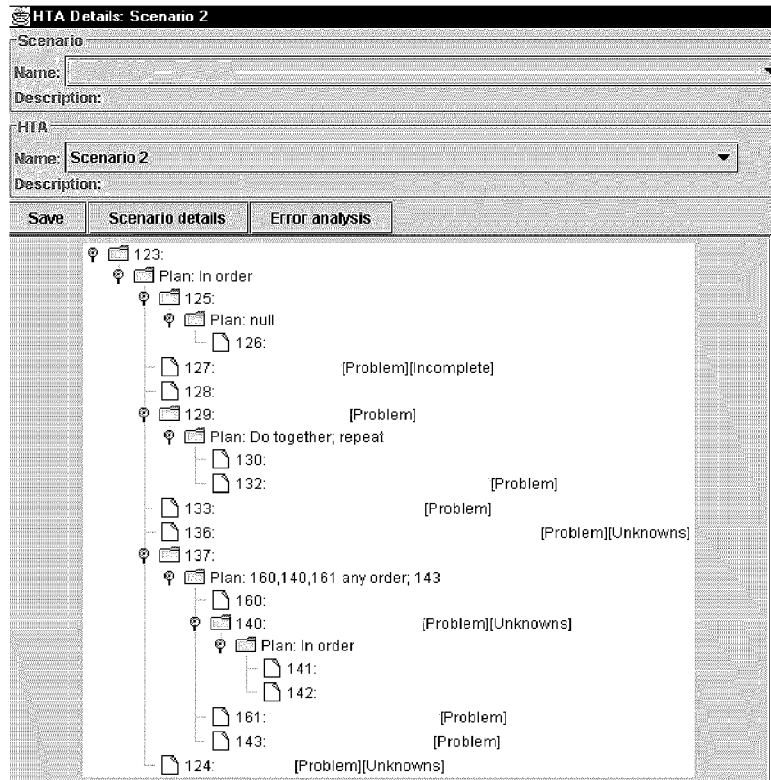 HTA Details: Scenario 2
Scenario
Name:
Description:
HTA
Name: Scenario 2
Description:
Save Scenario details Error analysis
123:
Plan: In order
125:
Plan: null
126:
127: [Problem][Incomplete]
128:
129: [Problem]
Plan: Do together; repeat
130:
132: [Problem]
133: [Problem]
136: [Problem][Unknowns]
137:
Plan: 160,140,161 any order; 143
160:
140: [Problem][Unknowns]
Plan: In order
141:
142:
161: [Problem]
143: [Problem]
124: [Problem][Unknowns]